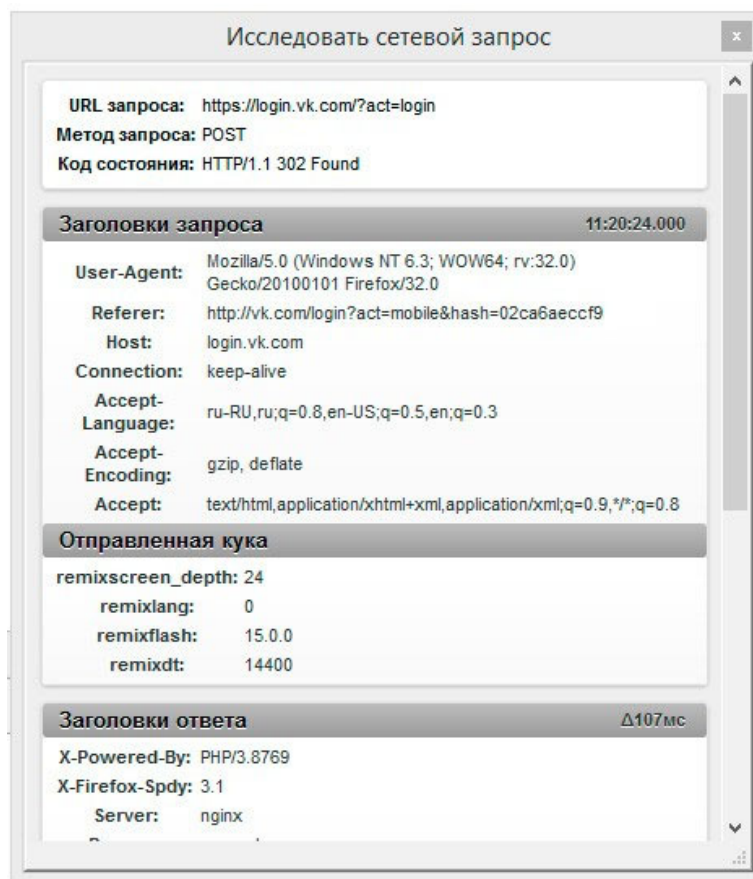 Исследовать сетевой запрос
x
URL запроса: https://login.vk.com/?act=login
Метод запроса: POST
Код состояния: HTTP/1.1 302 Found
Заголовки запроса 11:20:24.000
User-Agent: Mozilla/5.0 (Windows NT 6.3; WOW64; rv:32.0)
Gecko/20100101 Firefox/32.0
Referer: http://vk.com/login?act=mobile&hash=02ca6aeccf9
Host: login.vk.com
Connection: keep-alive
Accept-
Language: ru-RU,ru;q=0.8,en-US;q=0.5,en;q=0.3
Accept-
Encoding: gzip, deflate
Accept: text/html,application/xhtml+xml,application/xml;q=0.9,*/*;q=0.8
Отправленная кука
remixscreen_depth: 24
remixlang: 0
remixflash: 15.0.0
remixdt: 14400
Заголовки ответа Δ107мс
X-Powered-By: PHP/3.8769
X-Firefox-Spdy: 3.1
Server: nginx